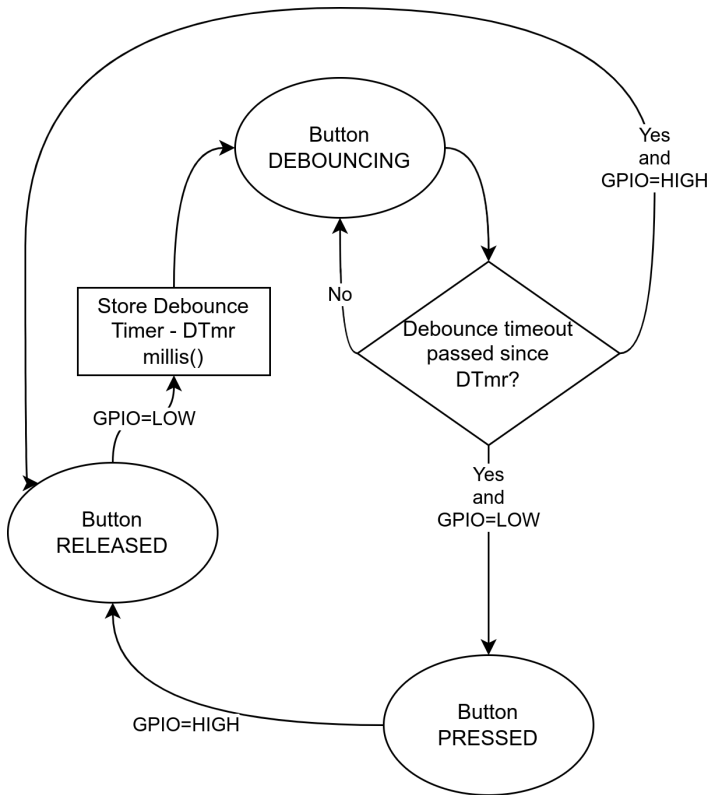 Yes
and
GPIO=HIGH
Button
DEBOUNCING
No
Store Debounce
Timer - DTmr
millis()
Debounce timeout
passed since
DTmr?
GPIO=LOW
Yes
and
GPIO=LOW
Button
RELEASED
Button
PRESSED
GPIO=HIGH